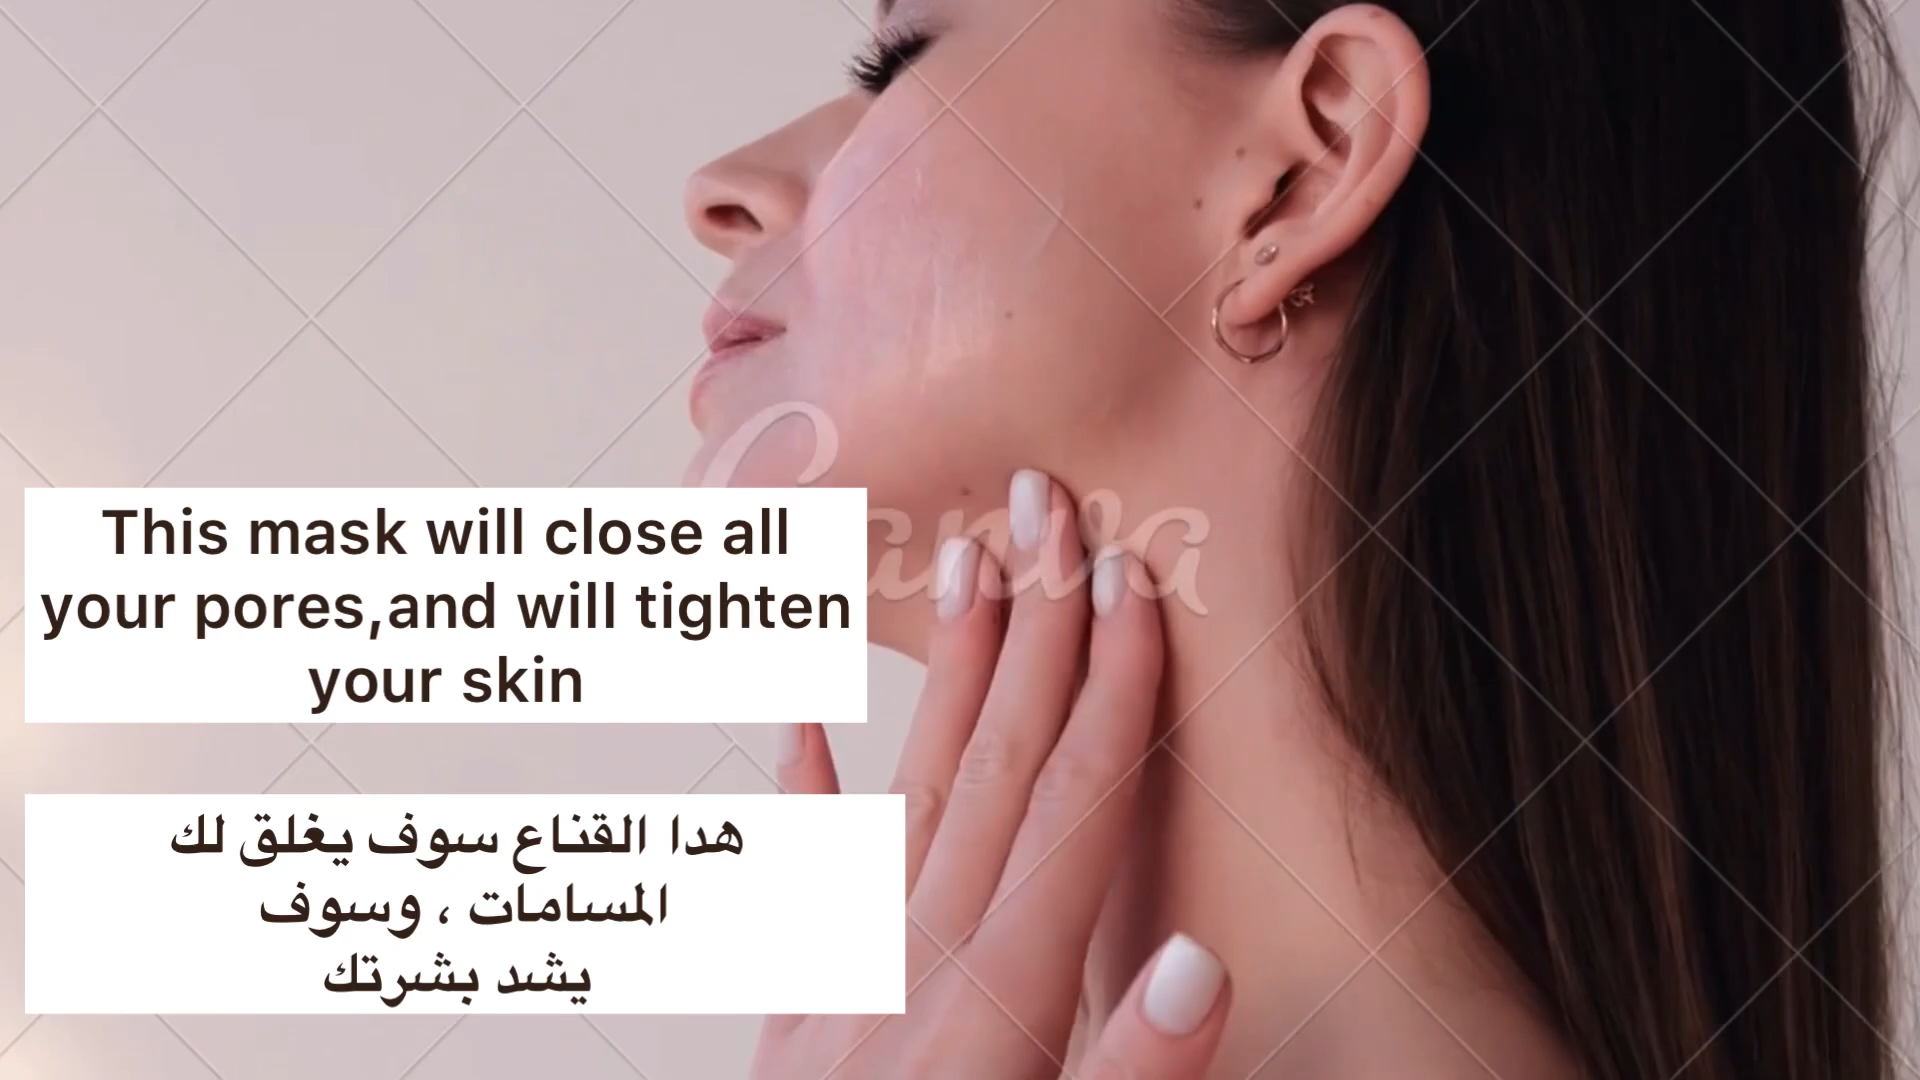 Canva
This mask will close all
your pores,and will tighten
your skin
هدا القناع سوف يغلق لك
المسامات ، وسوف
يشد بشرتك